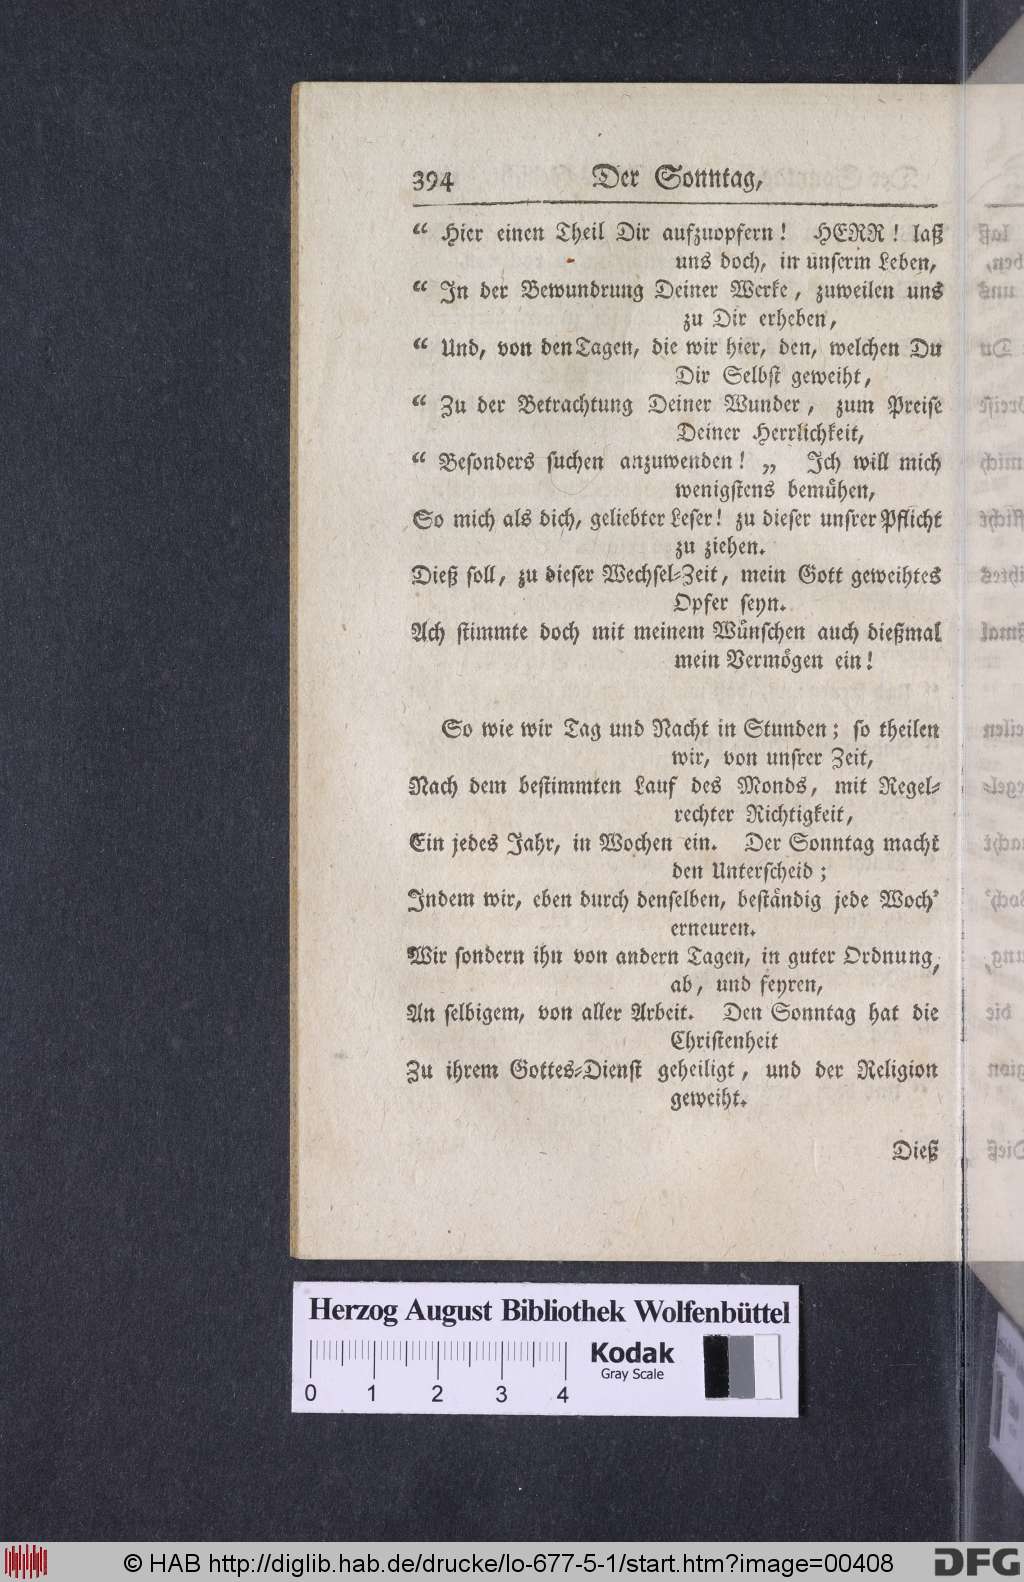 394 Der Sonntag,
“ Hier einen Theil Dir aufzuopfern! HERR! laß
uns doch, in unserm Leben,
“ In der Bewundrung Deiner Werke, zuweilen uns
zu Dir erheben,
“ Und, von den Tagen, die wir hier, den, welchen Du
Dir Selbst geweiht,
“ Zu der Betrachtung Deiner Wunder, zum Preise
Deiner Herrlichkeit,
“ Besonders suchen anzuwenden! „ Ich will mich
wenigstens bemühen,
So mich als dich, geliebter Leser! zu dieser unsrer Pflicht
zu ziehen.
Dieß soll, zu dieser Wechsel-Zeit, mein Gott geweihtes
Opfer seyn.
Ach stimmte doch mit meinem Wünschen auch dießmal
mein Vermögen ein!
So wie wir Tag und Nacht in Stunden; so theilen
wir, von unsrer Zeit,
Nach dem bestimmten Lauf des Monds, mit Regel-
rechter Richtigkeit,
Ein jedes Jahr, in Wochen ein. Der Sonntag macht
den Unterscheid;
Indem wir, eben durch denselben, beständig jede Woch’
erneuren.
Wir sondern ihn von andern Tagen, in guter Ordnung,
ab, und feyren,
An selbigem, von aller Arbeit. Den Sonntag hat die
Christenheit
Zu ihrem Gottes-Dienst geheiligt, und der Religion
geweiht.
Dieß
Herzog August Bibliothek Wolfenbüttel
Kodak
Gray Scale
0 1 2 3 4
© HAB http://diglib.hab.de/drucke/lo-677-5-1/start.htm?image=00408
DFG